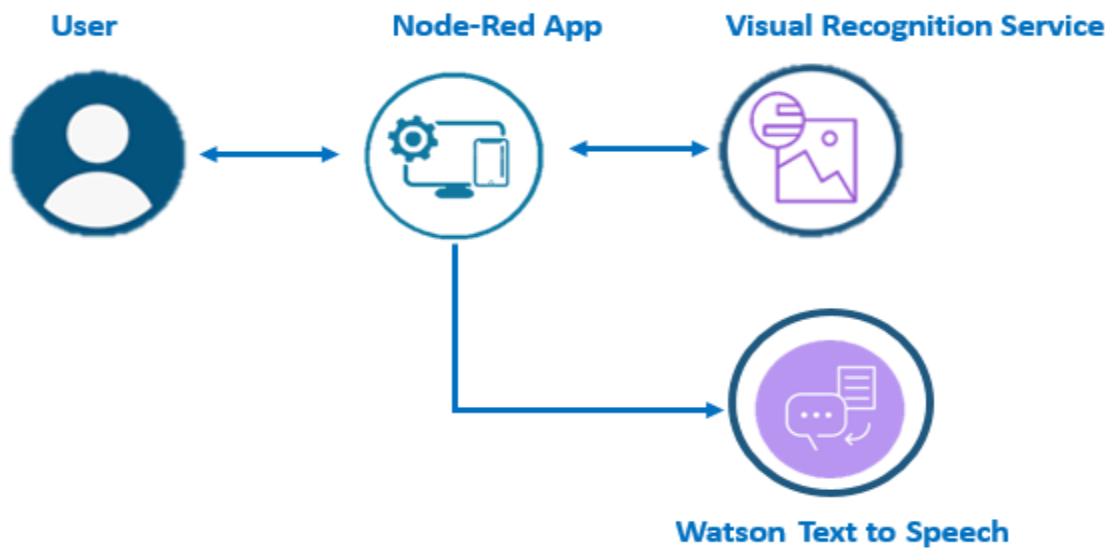 User
Node-Red App
Visual Recognition Service
Watson Text to Speech